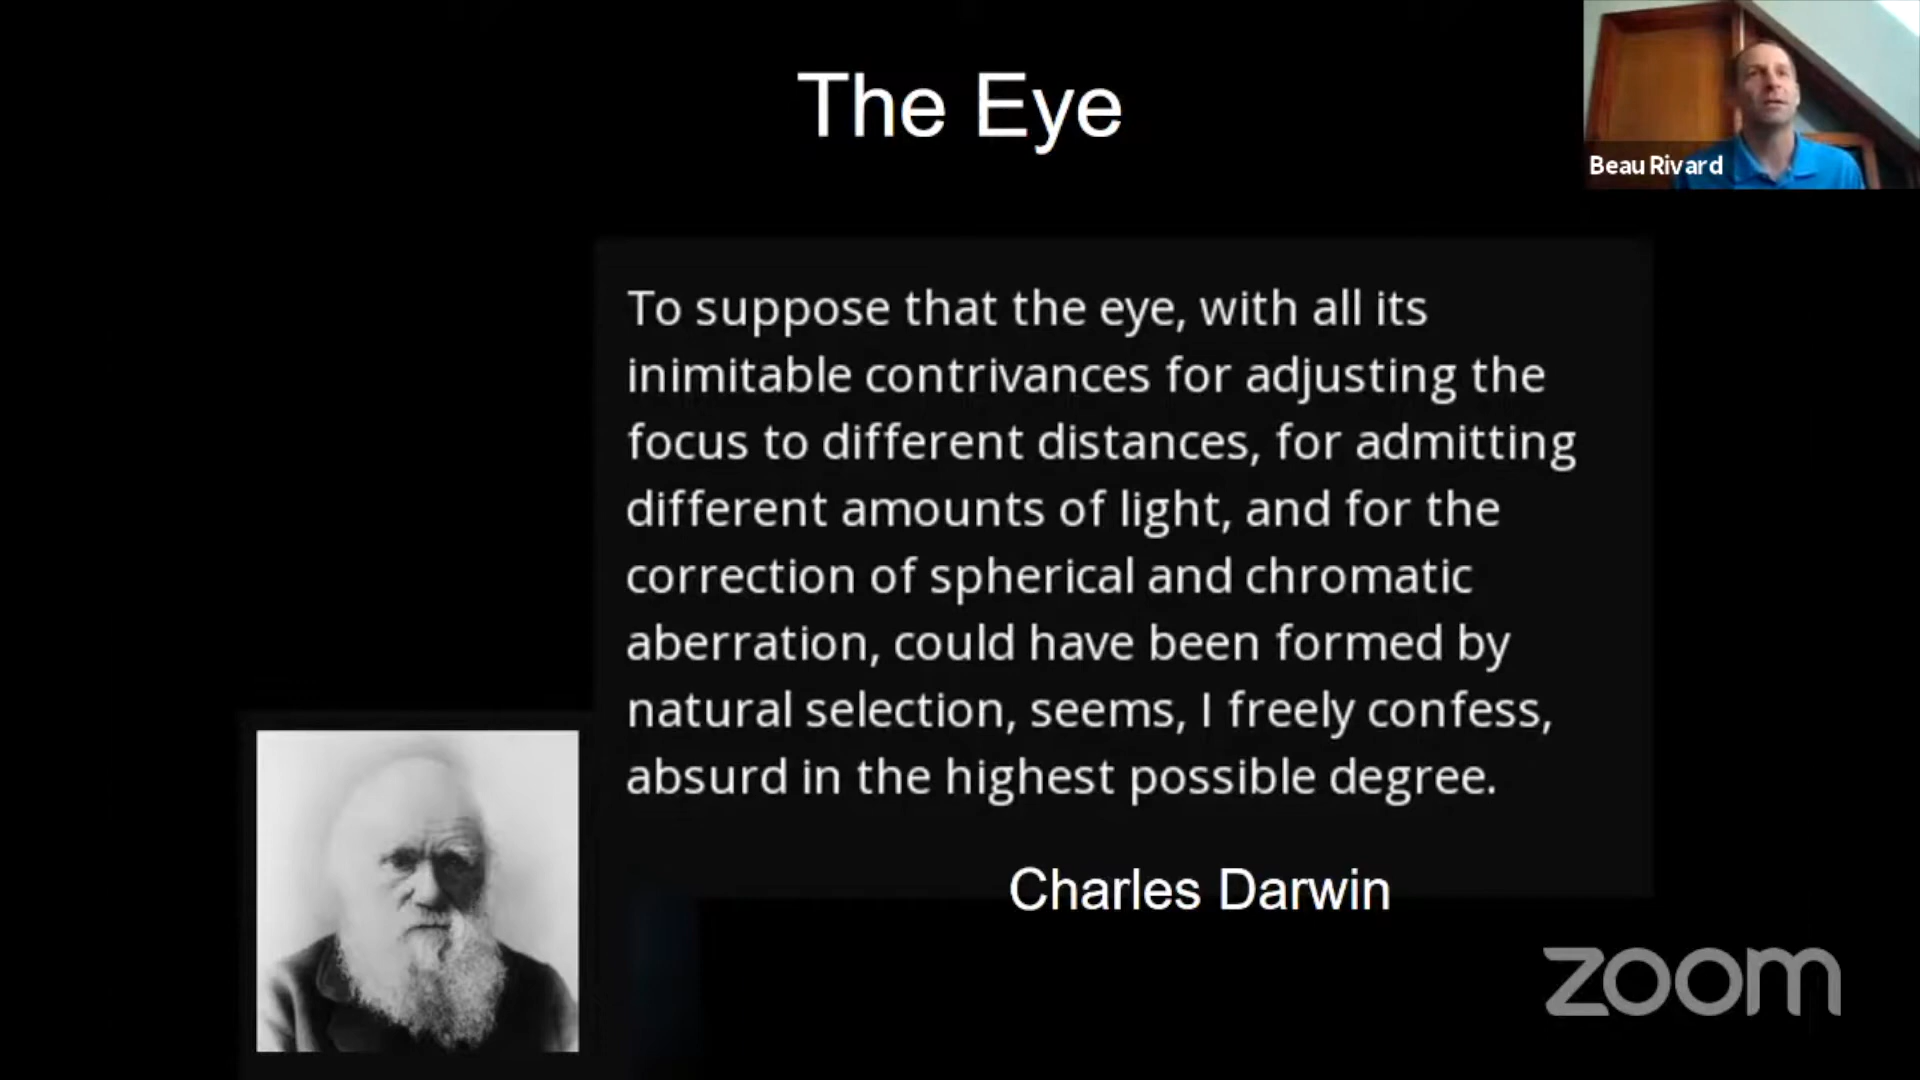 The Eye
Beau Rivard
To suppose that the eye, with all its
inimitable contrivances for adjusting the
focus to different distances, for admitting
different amounts of light, and for the
correction of spherical and chromatic
aberration, could have been formed by
natural selection, seems, I freely confess,
absurd in the highest possible degree.
Charles Darwin
zoom